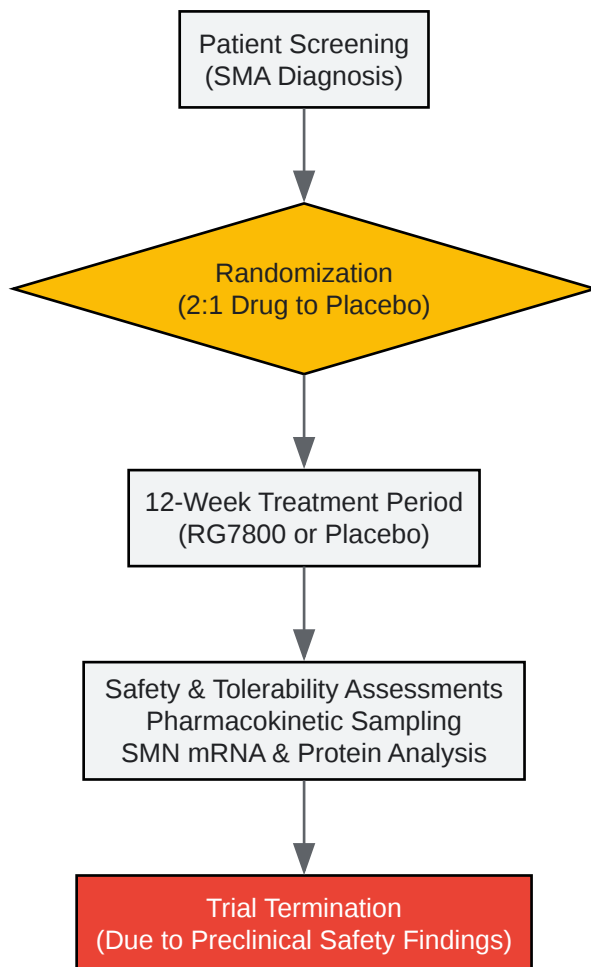 Patient Screening
(SMA Diagnosis)
Randomization
(2:1 Drug to Placebo)
12-Week Treatment Period
(RG7800 or Placebo)
Safety & Tolerability Assessments
Pharmacokinetic Sampling
SMN mRNA & Protein Analysis
Trial Termination
(Due to Preclinical Safety Findings)